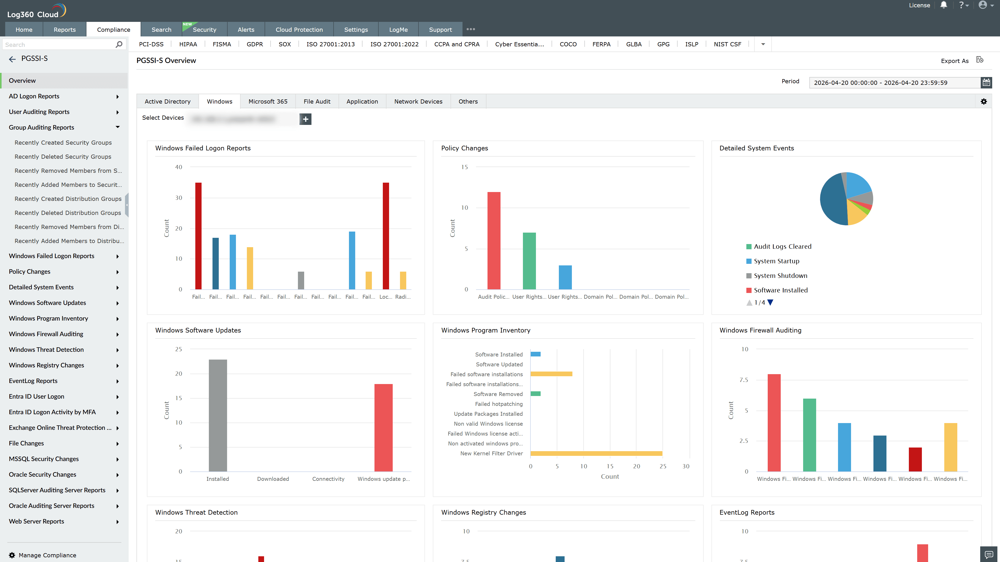 Log360 Cloud
License
?
Home
Reports
Compliance
Search
NEW
Security
Alerts
Cloud Protection
Settings
LogMe
Support
Search
PCI-DSS
HIPAA
FISMA
GDPR
SOX
ISO 27001:2013
ISO 27001:2022
CCPA and CPRA
Cyber Essentia...
COCO
FERPA
GLBA
GPG
ISLP
NIST CSF
PGSSI-S
Overview
AD Logon Reports
User Auditing Reports
Group Auditing Reports
Recently Created Security Groups
Recently Deleted Security Groups
Recently Removed Members from S...
Recently Added Members to Securit...
Recently Created Distribution Groups
Recently Deleted Distribution Groups
Recently Removed Members from Di...
Recently Added Members to Distribu...
Windows Failed Logon Reports
Policy Changes
Detailed System Events
Windows Software Updates
Windows Program Inventory
Windows Firewall Auditing
Windows Threat Detection
Windows Registry Changes
EventLog Reports
Entra ID User Logon
Entra ID Logon Activity by MFA
Exchange Online Threat Protection ...
File Changes
MSSQL Security Changes
Oracle Security Changes
SQLServer Auditing Server Reports
Oracle Auditing Server Reports
Web Server Reports
Manage Compliance
PGSSI-S Overview
Export As
Period
2026-04-20 00:00:00 - 2026-04-20 23:59:59
Active Directory
Windows
Microsoft 365
File Audit
Application
Network Devices
Others
Select Devices
Windows Failed Logon Reports
40
30
20
10
0
Count
Fail... Fail... Fail... Fail... Fail... Fail... Fail... Fail... Fail... Fail... Fail... Loc... Radi...
Policy Changes
15
10
5
0
Count
Audit Polic... User Rights... User Rights... Domain Pol... Domain Pol... Domain Pol...
Detailed System Events
Audit Logs Cleared
System Startup
System Shutdown
Software Installed
1/4
Windows Software Updates
25
20
15
10
5
0
Count
Installed
Downloaded
Connectivity
Windows update p...
Windows Program Inventory
Software Installed
Software Updated
Failed software installations
Failed software installations...
Software Removed
Failed hotpatching
Update Packages Installed
Non valid Windows license
Failed Windows license acti...
Non activated windows pro...
New Kernel Filter Driver
0 5 10 15 20 25 30
Count
Windows Firewall Auditing
10
7.5
5
2.5
0
Count
Windows Fi... Windows Fi... Windows Fi... Windows Fi... Windows Fi... Windows Fi...
Windows Threat Detection
20
15
Windows Registry Changes
10
7.5
EventLog Reports
10
7.5